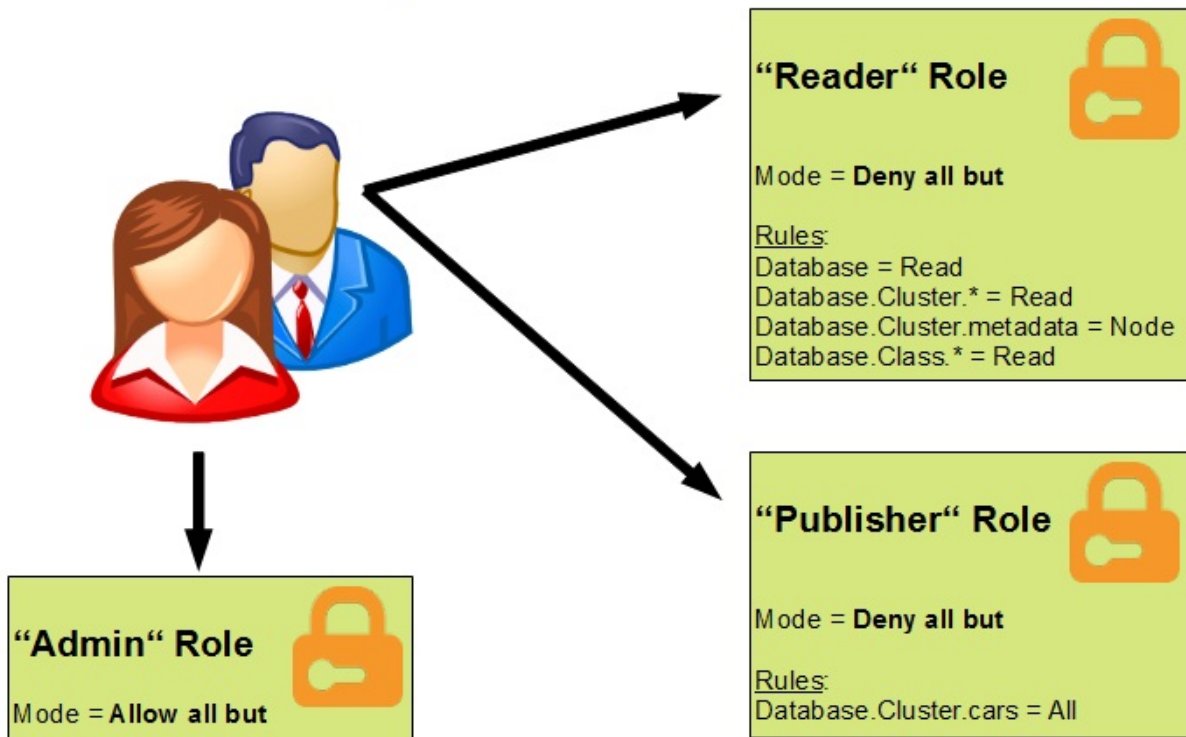 “Reader“ Role
Mode = Deny all but
Rules:
Database = Read
Database.Cluster.* = Read
Database.Cluster.metadata = Node
Database.Class.* = Read
“Publisher“ Role
Mode = Deny all but
Rules:
Database.Cluster.cars = All
“Admin“ Role
Mode = Allow all but